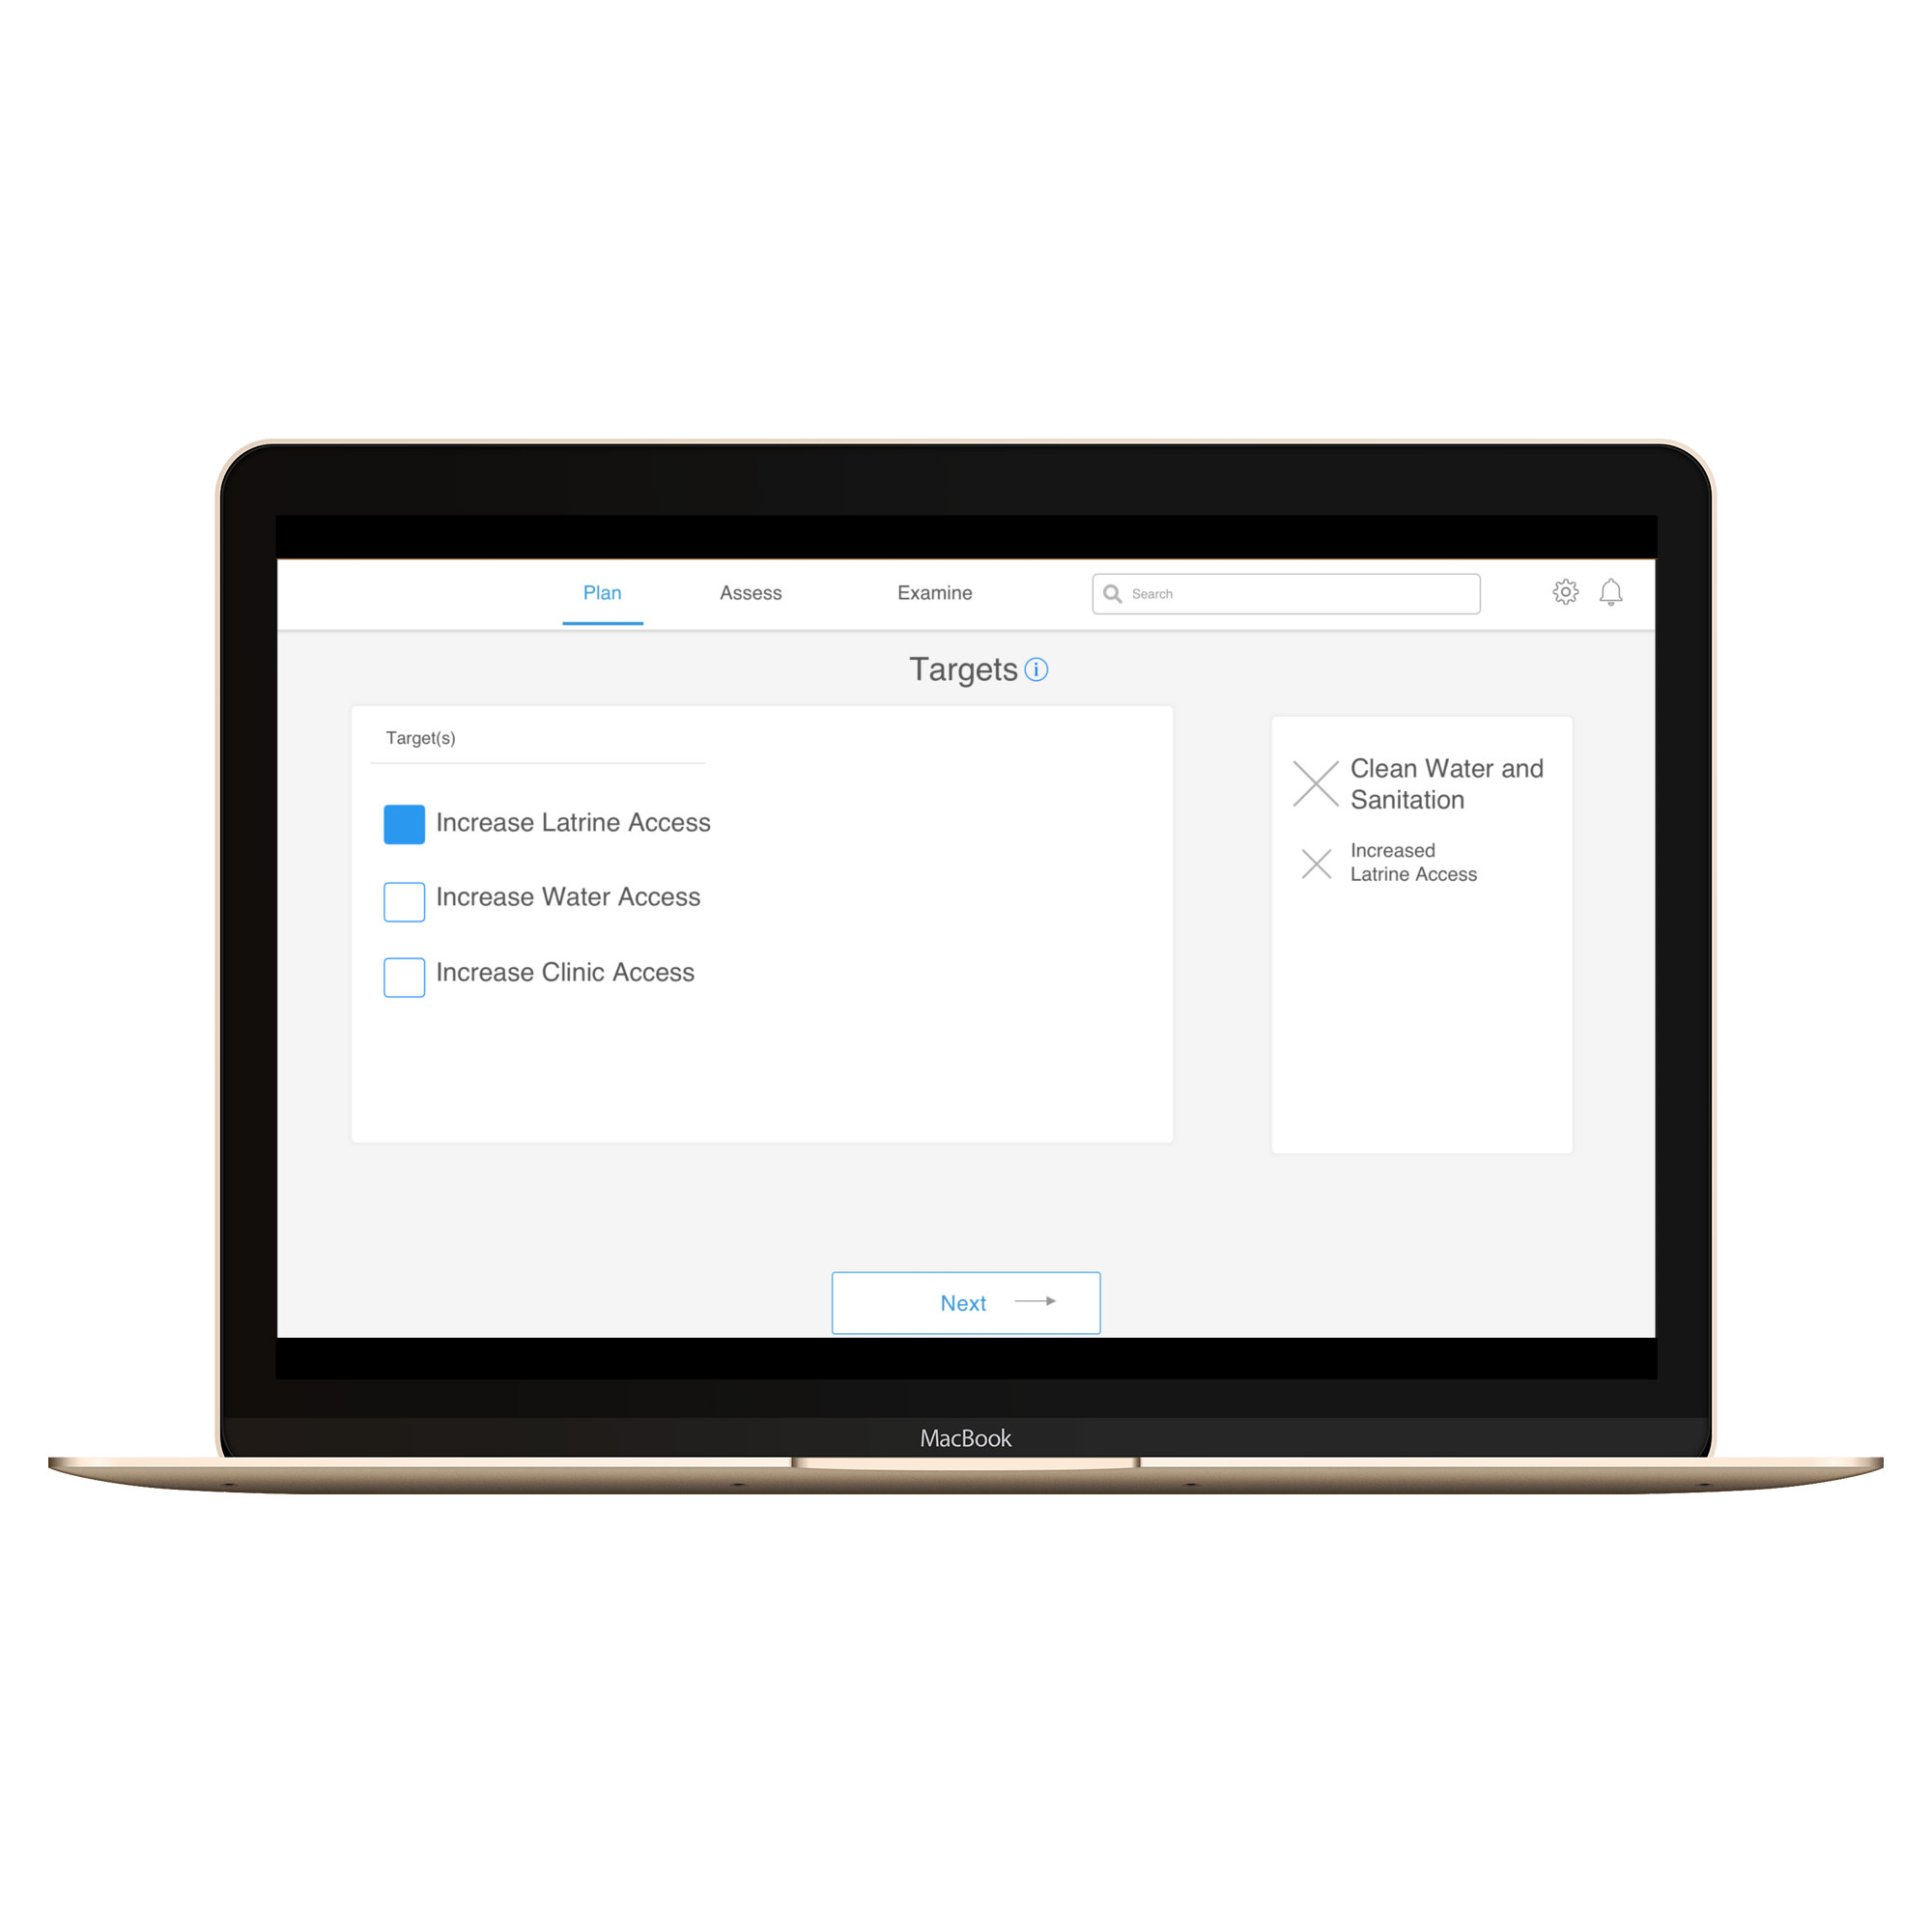 Plan
Assess
Examine
Search
Targets
Target(s)
Increase Latrine Access
Increase Water Access
Increase Clinic Access
Clean Water and
Sanitation
Increased
Latrine Access
Next
MacBook